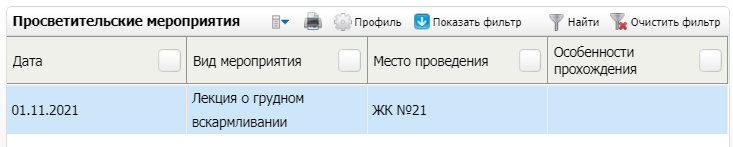 Просветительские мероприятия Профиль Показать фильтр Найти Очистить фильтр
Дата Вид мероприятия Место проведения Особенности прохождения
01.11.2021 Лекция о грудном вскармливании ЖК №21